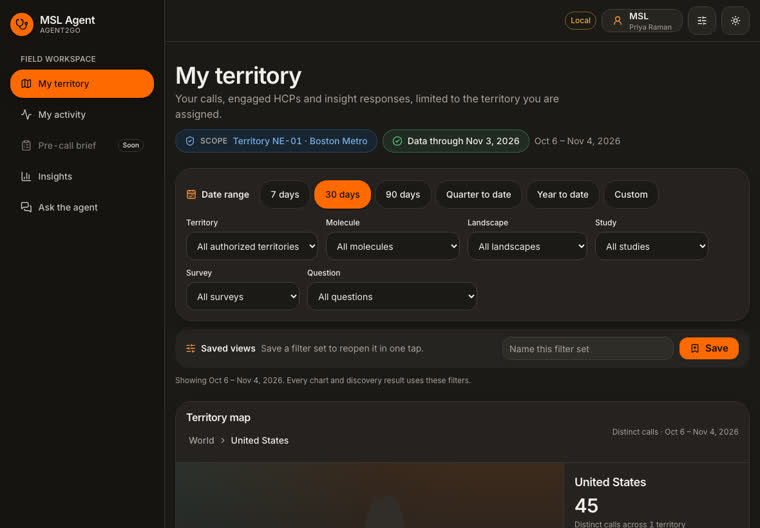 MSL Agent
AGENT2GO
FIELD WORKSPACE
My territory
My activity
Pre-call brief
Soon
Insights
Ask the agent
Local
MSL
Priya Raman
My territory
Your calls, engaged HCPs and insight responses, limited to the territory you are
assigned.
SCOPE Territory NE-01 · Boston Metro
Data through Nov 3, 2026
Oct 6 – Nov 4, 2026
Date range
7 days
30 days
90 days
Quarter to date
Year to date
Custom
Territory
Molecule
Landscape
Study
All authorized territories
All molecules
All landscapes
All studies
Survey
Question
All surveys
All questions
Saved views Save a filter set to reopen it in one tap.
Name this filter set
Save
Showing Oct 6 – Nov 4, 2026. Every chart and discovery result uses these filters.
Territory map
World > United States
Distinct calls · Oct 6 – Nov 4, 2026
United States
45
Distinct calls across 1 territory